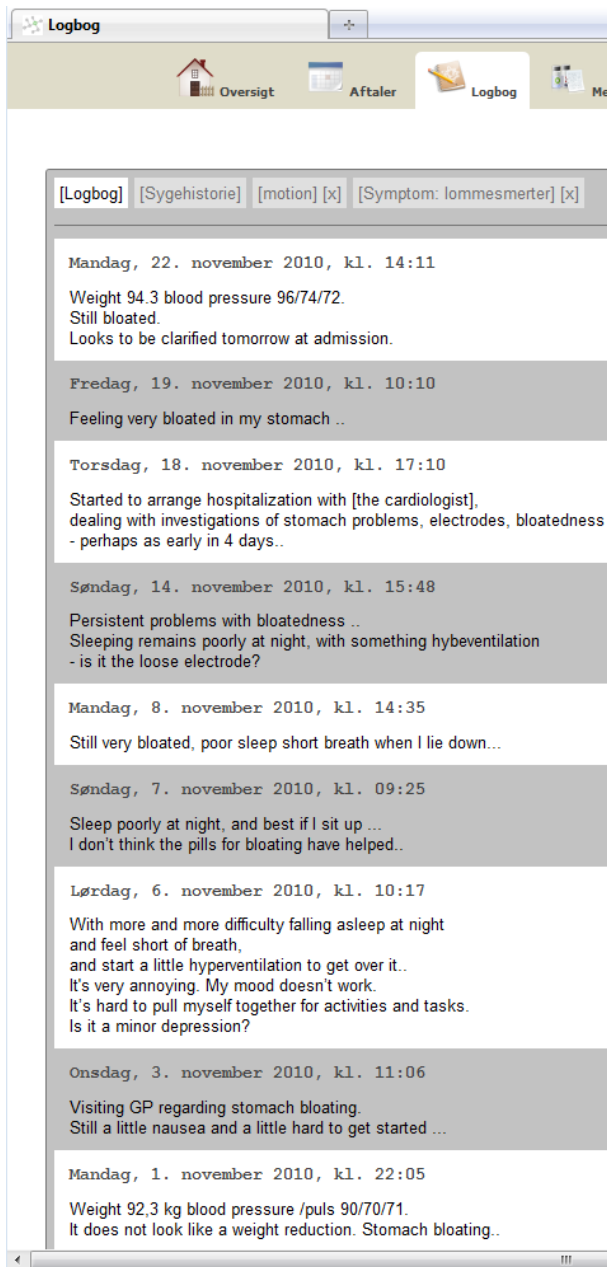 Logbog
Oversigt
Aftaler
Logbog
Me
[Logbog] [Sygehistorie] [motion] [x] [Symptom: lommesmerter] [x]
Mandag, 22. november 2010, kl. 14:11
Weight 94.3 blood pressure 96/74/72.
Still bloated.
Looks to be clarified tomorrow at admission.
Fredag, 19. november 2010, kl. 10:10
Feeling very bloated in my stomach ..
Torsdag, 18. november 2010, kl. 17:10
Started to arrange hospitalization with [the cardiologist],
dealing with investigations of stomach problems, electrodes, bloatedness
- perhaps as early in 4 days..
Søndag, 14. november 2010, kl. 15:48
Persistent problems with bloatedness ..
Sleeping remains poorly at night, with something hybeventilation
- is it the loose electrode?
Mandag, 8. november 2010, kl. 14:35
Still very bloated, poor sleep short breath when I lie down...
Søndag, 7. november 2010, kl. 09:25
Sleep poorly at night, and best if I sit up ...
I don't think the pills for bloating have helped..
Lørdag, 6. november 2010, kl. 10:17
With more and more difficulty falling asleep at night
and feel short of breath,
and start a little hyperventilation to get over it..
It's very annoying. My mood doesn't work.
It's hard to pull myself together for activities and tasks.
Is it a minor depression?
Onsdag, 3. november 2010, kl. 11:06
Visiting GP regarding stomach bloating.
Still a little nausea and a little hard to get started ...
Mandag, 1. november 2010, kl. 22:05
Weight 92,3 kg blood pressure /puls 90/70/71.
It does not look like a weight reduction. Stomach bloating..